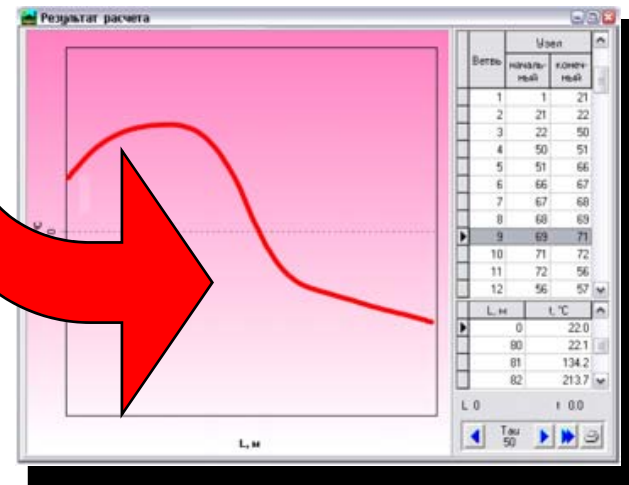 Результат расчета
°C
0
L, м
Ветвь
Узел
началь-
ный
конеч-
ный
1 1 21
2 21 22
3 22 50
4 50 51
5 51 66
6 66 67
7 67 68
8 68 69
9 69 71
10 71 72
11 72 56
12 56 57
L, м t, °C
0 22.0
80 22.1
81 134.2
82 213.7
L 0 t 0.0
Tau
50